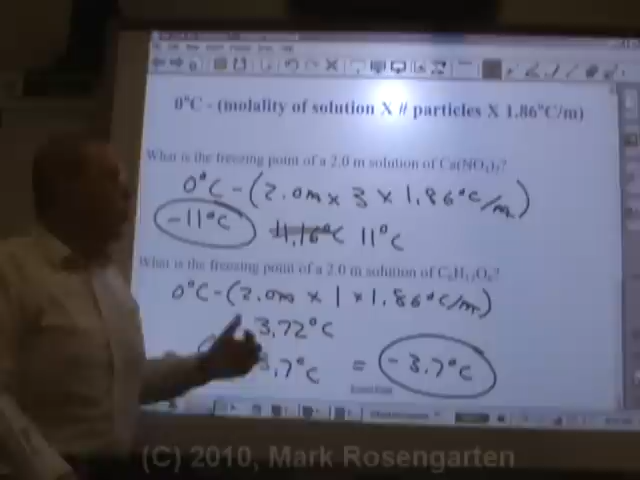 0°C - (molality of solution X # particles X 1.86°C/m)
What is the freezing point of a 2.0 m solution of Ca(NO₃)₂?
0°C - (2.0m x 3 x 1.86°C/m)
-11°C 11.16°C 11°C
What is the freezing point of a 2.0 m solution of C₆H₁₂O₆?
0°C - (2.0m x 1 x 1.86°C/m)
3.72°C
3.7°C = -3.7°C
(C) 2010, Mark Rosengarten